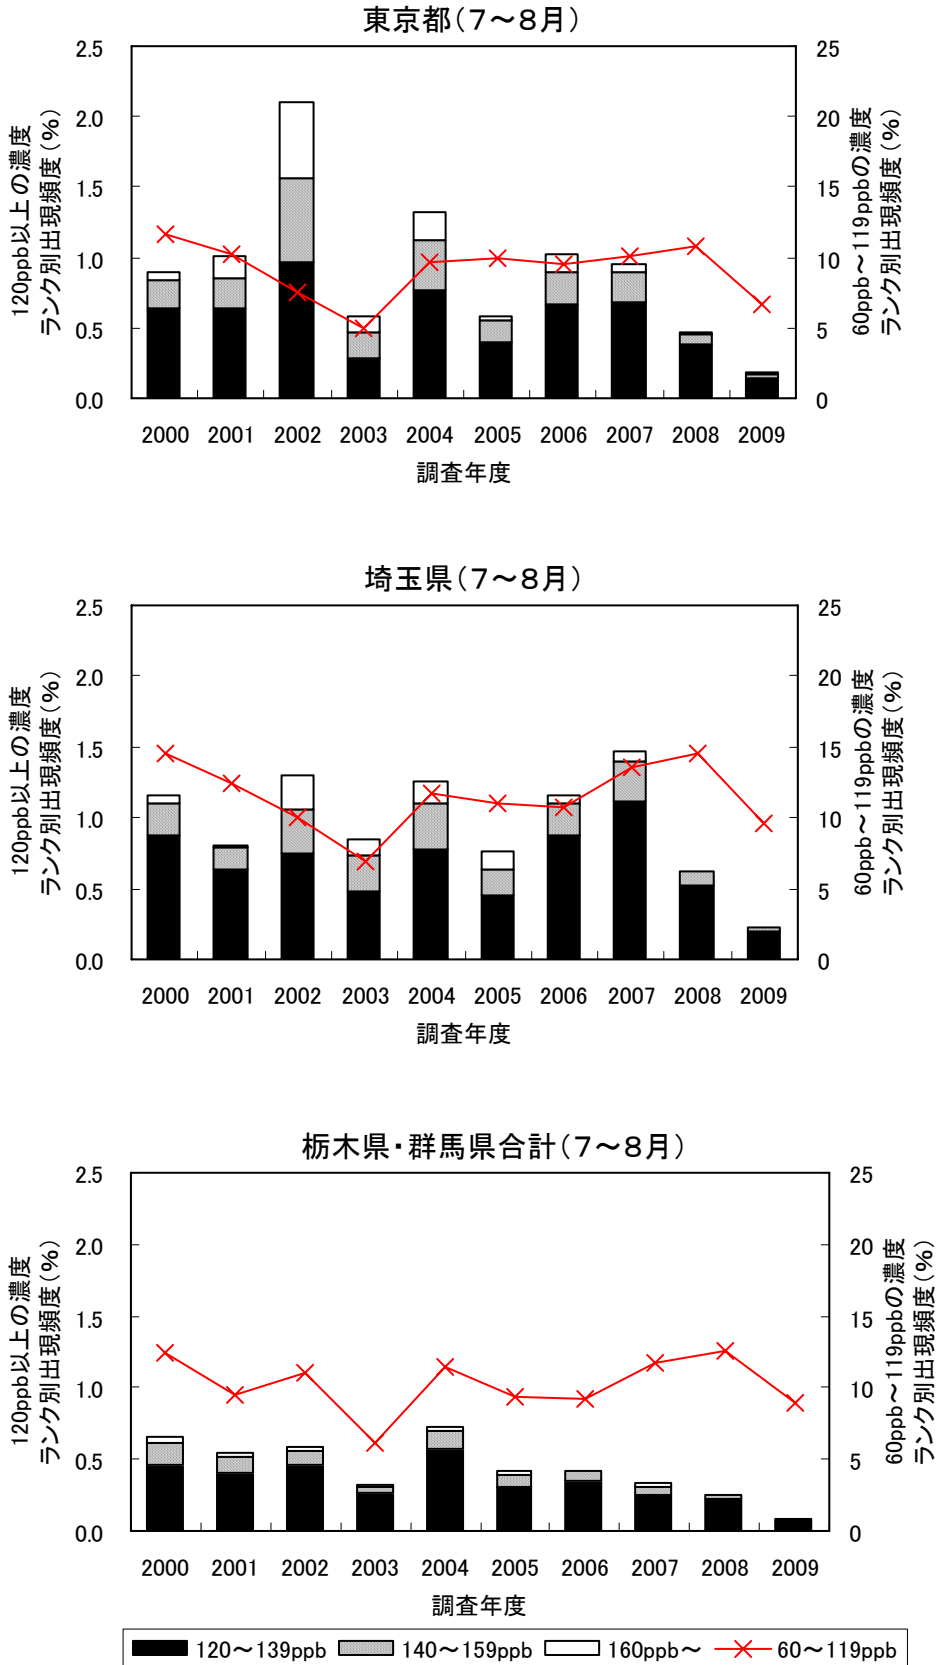 東京都(7～8月)
120ppb以上の濃度
ランク別出現頻度(%)
2.5
2.0
1.5
1.0
0.5
0.0
25
20
15
10
5
0
60ppb～119ppbの濃度
ランク別出現頻度(%)
2000 2001 2002 2003 2004 2005 2006 2007 2008 2009
調査年度
埼玉県(7～8月)
120ppb以上の濃度
ランク別出現頻度(%)
2.5
2.0
1.5
1.0
0.5
0.0
25
20
15
10
5
0
60ppb～119ppbの濃度
ランク別出現頻度(%)
2000 2001 2002 2003 2004 2005 2006 2007 2008 2009
調査年度
栃木県・群馬県合計(7～8月)
120ppb以上の濃度
ランク別出現頻度(%)
2.5
2.0
1.5
1.0
0.5
0.0
25
20
15
10
5
0
60ppb～119ppbの濃度
ランク別出現頻度(%)
2000 2001 2002 2003 2004 2005 2006 2007 2008 2009
調査年度
120～139ppb 140～159ppb 160ppb～ 60～119ppb